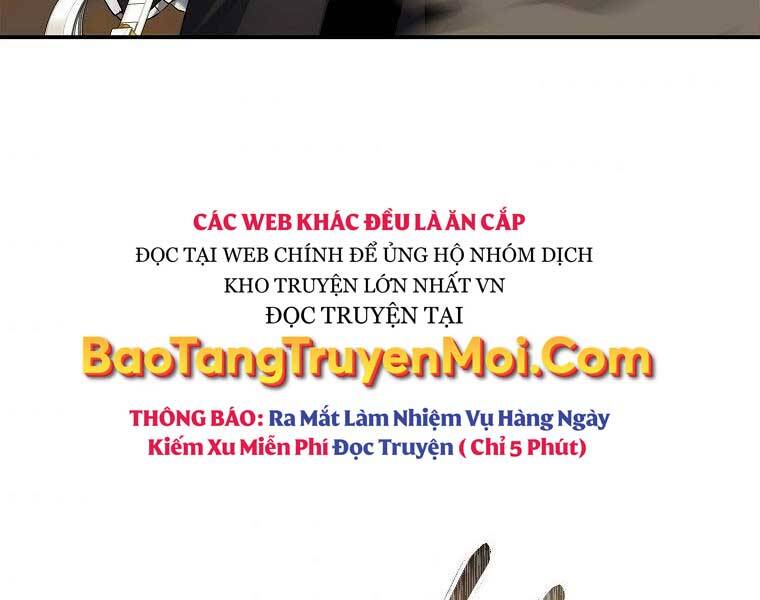 CÁC WEB KHÁC ĐỀU LÀ ĂN CẮP
ĐỌC TẠI WEB CHÍNH ĐỂ ỦNG HỘ NHÓM DỊCH
KHO TRUYỆN LỚN NHẤT VN
ĐỌC TRUYỆN TẠI
BaoTangTruyenMoi.Com
THÔNG BÁO: Ra Mắt Làm Nhiệm Vụ Hàng Ngày
Kiếm Xu Miễn Phí Đọc Truyện ( Chỉ 5 Phút)